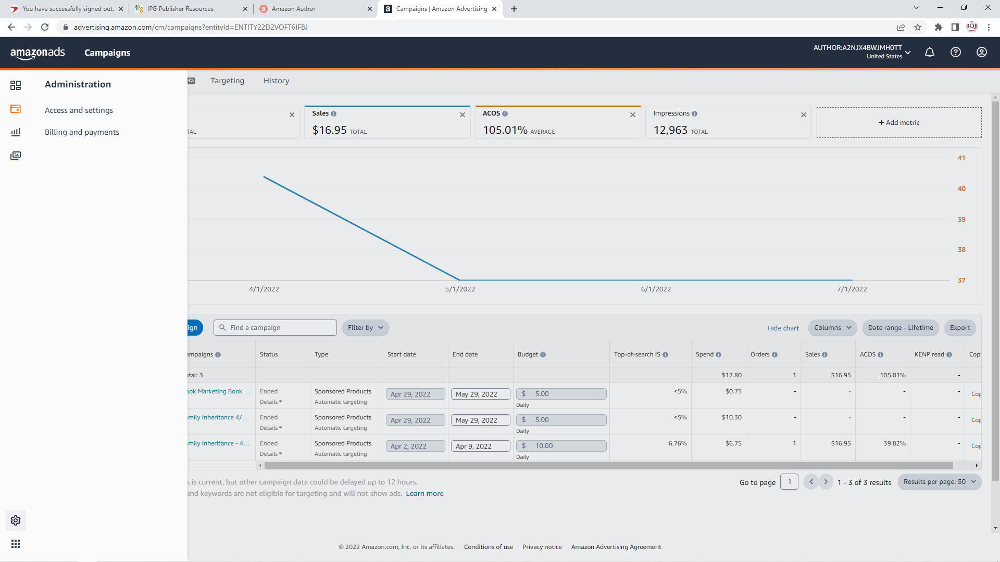 You have successfully signed out.
IPG Publisher Resources
Amazon Author
Campaigns | Amazon Advertising
advertising.amazon.com/cm/campaigns?entityId=ENTITY22D2VOFT6IFBJ
BQB
amazonads
Campaigns
AUTHOR:A2NJX4BWJMH0TT
United States
Administration
Access and settings
Billing and payments
eta
Targeting
History
TAL
Sales
$16.95 TOTAL
ACOS
105.01% AVERAGE
Impressions
12,963 TOTAL
+ Add metric
41
40
39
38
37
4/1/2022 5/1/2022 6/1/2022 7/1/2022
ign
Find a campaign
Filter by
Hide chart
Columns
Date range - Lifetime
Export
mpaigns Status Type Start date End date Budget Top-of-search IS Spend Orders Sales ACOS KENP read Copy
otal: 3 $17.80 1 $16.95 105.01% -
ook Marketing Book ... Ended Sponsored Products Apr 29, 2022 May 29, 2022 $ 5.00 <5% $0.75 - - - - Cop
Details Automatic targeting Daily
mily Inheritance 4/... Ended Sponsored Products Apr 29, 2022 May 29, 2022 $ 5.00 <5% $10.30 - - - - Cop
Details Automatic targeting Daily
mily Inheritance - 4... Ended Sponsored Products Apr 2, 2022 Apr 9, 2022 $ 10.00 6.76% $6.75 1 $16.95 39.82% - Cop
Details Automatic targeting Daily
s is current, but other campaign data could be delayed up to 12 hours.
and keywords are not eligible for targeting and will not show ads. Learn more
Go to page 1 1 - 3 of 3 results Results per page: 50
© 2022 Amazon.com, Inc. or its affiliates. Conditions of use Privacy notice Amazon Advertising Agreement